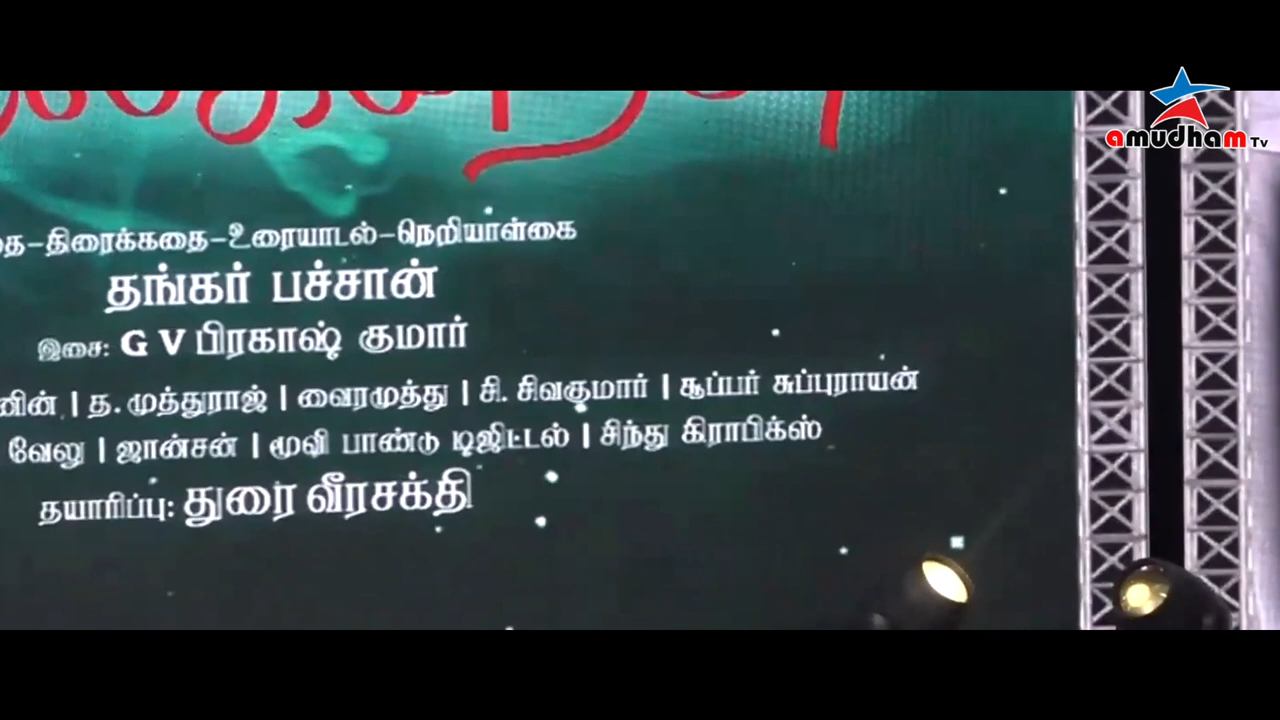 amudham Tv
தை-திரைக்கதை-உரையாடல்-நெறியாள்கை
தங்கர் பச்சான்
இசை: G V பிரகாஷ் குமார்
னின் | த. முத்துராஜ் | வைரமுத்து | சி. சிவகுமார் | சூப்பர் சுப்புராயன்
வேலு | ஜான்சன் | மூவி பாண்டு டிஜிட்டல் | சிந்து கிராபிக்ஸ்
தயாரிப்பு: துரை வீரசக்தி